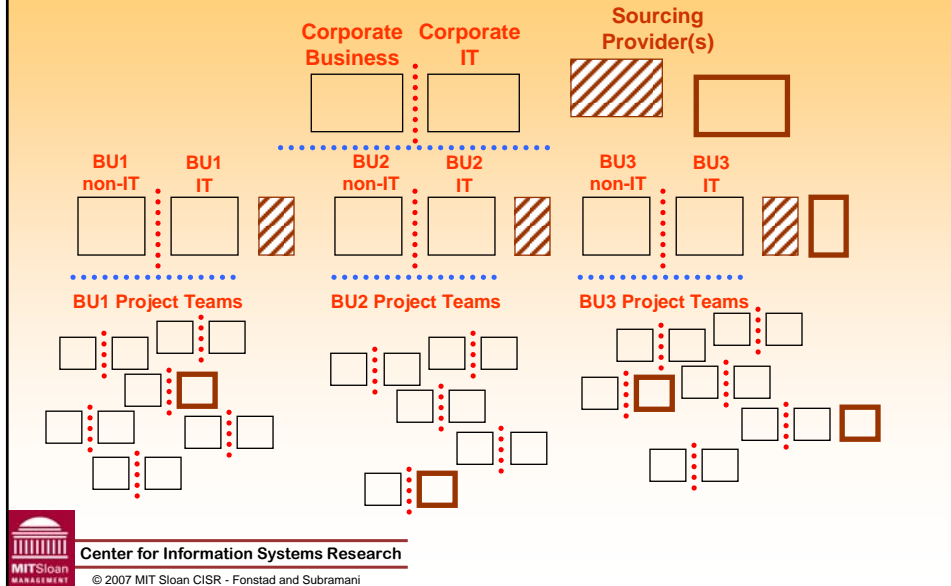 Corporate Business
Corporate IT
Sourcing Provider(s)
BU1 non-IT
BU1 IT
BU2 non-IT
BU2 IT
BU3 non-IT
BU3 IT
BU1 Project Teams
BU2 Project Teams
BU3 Project Teams
MITSloan
MANAGEMENT
Center for Information Systems Research
© 2007 MIT Sloan CISR - Fonstad and Subramani